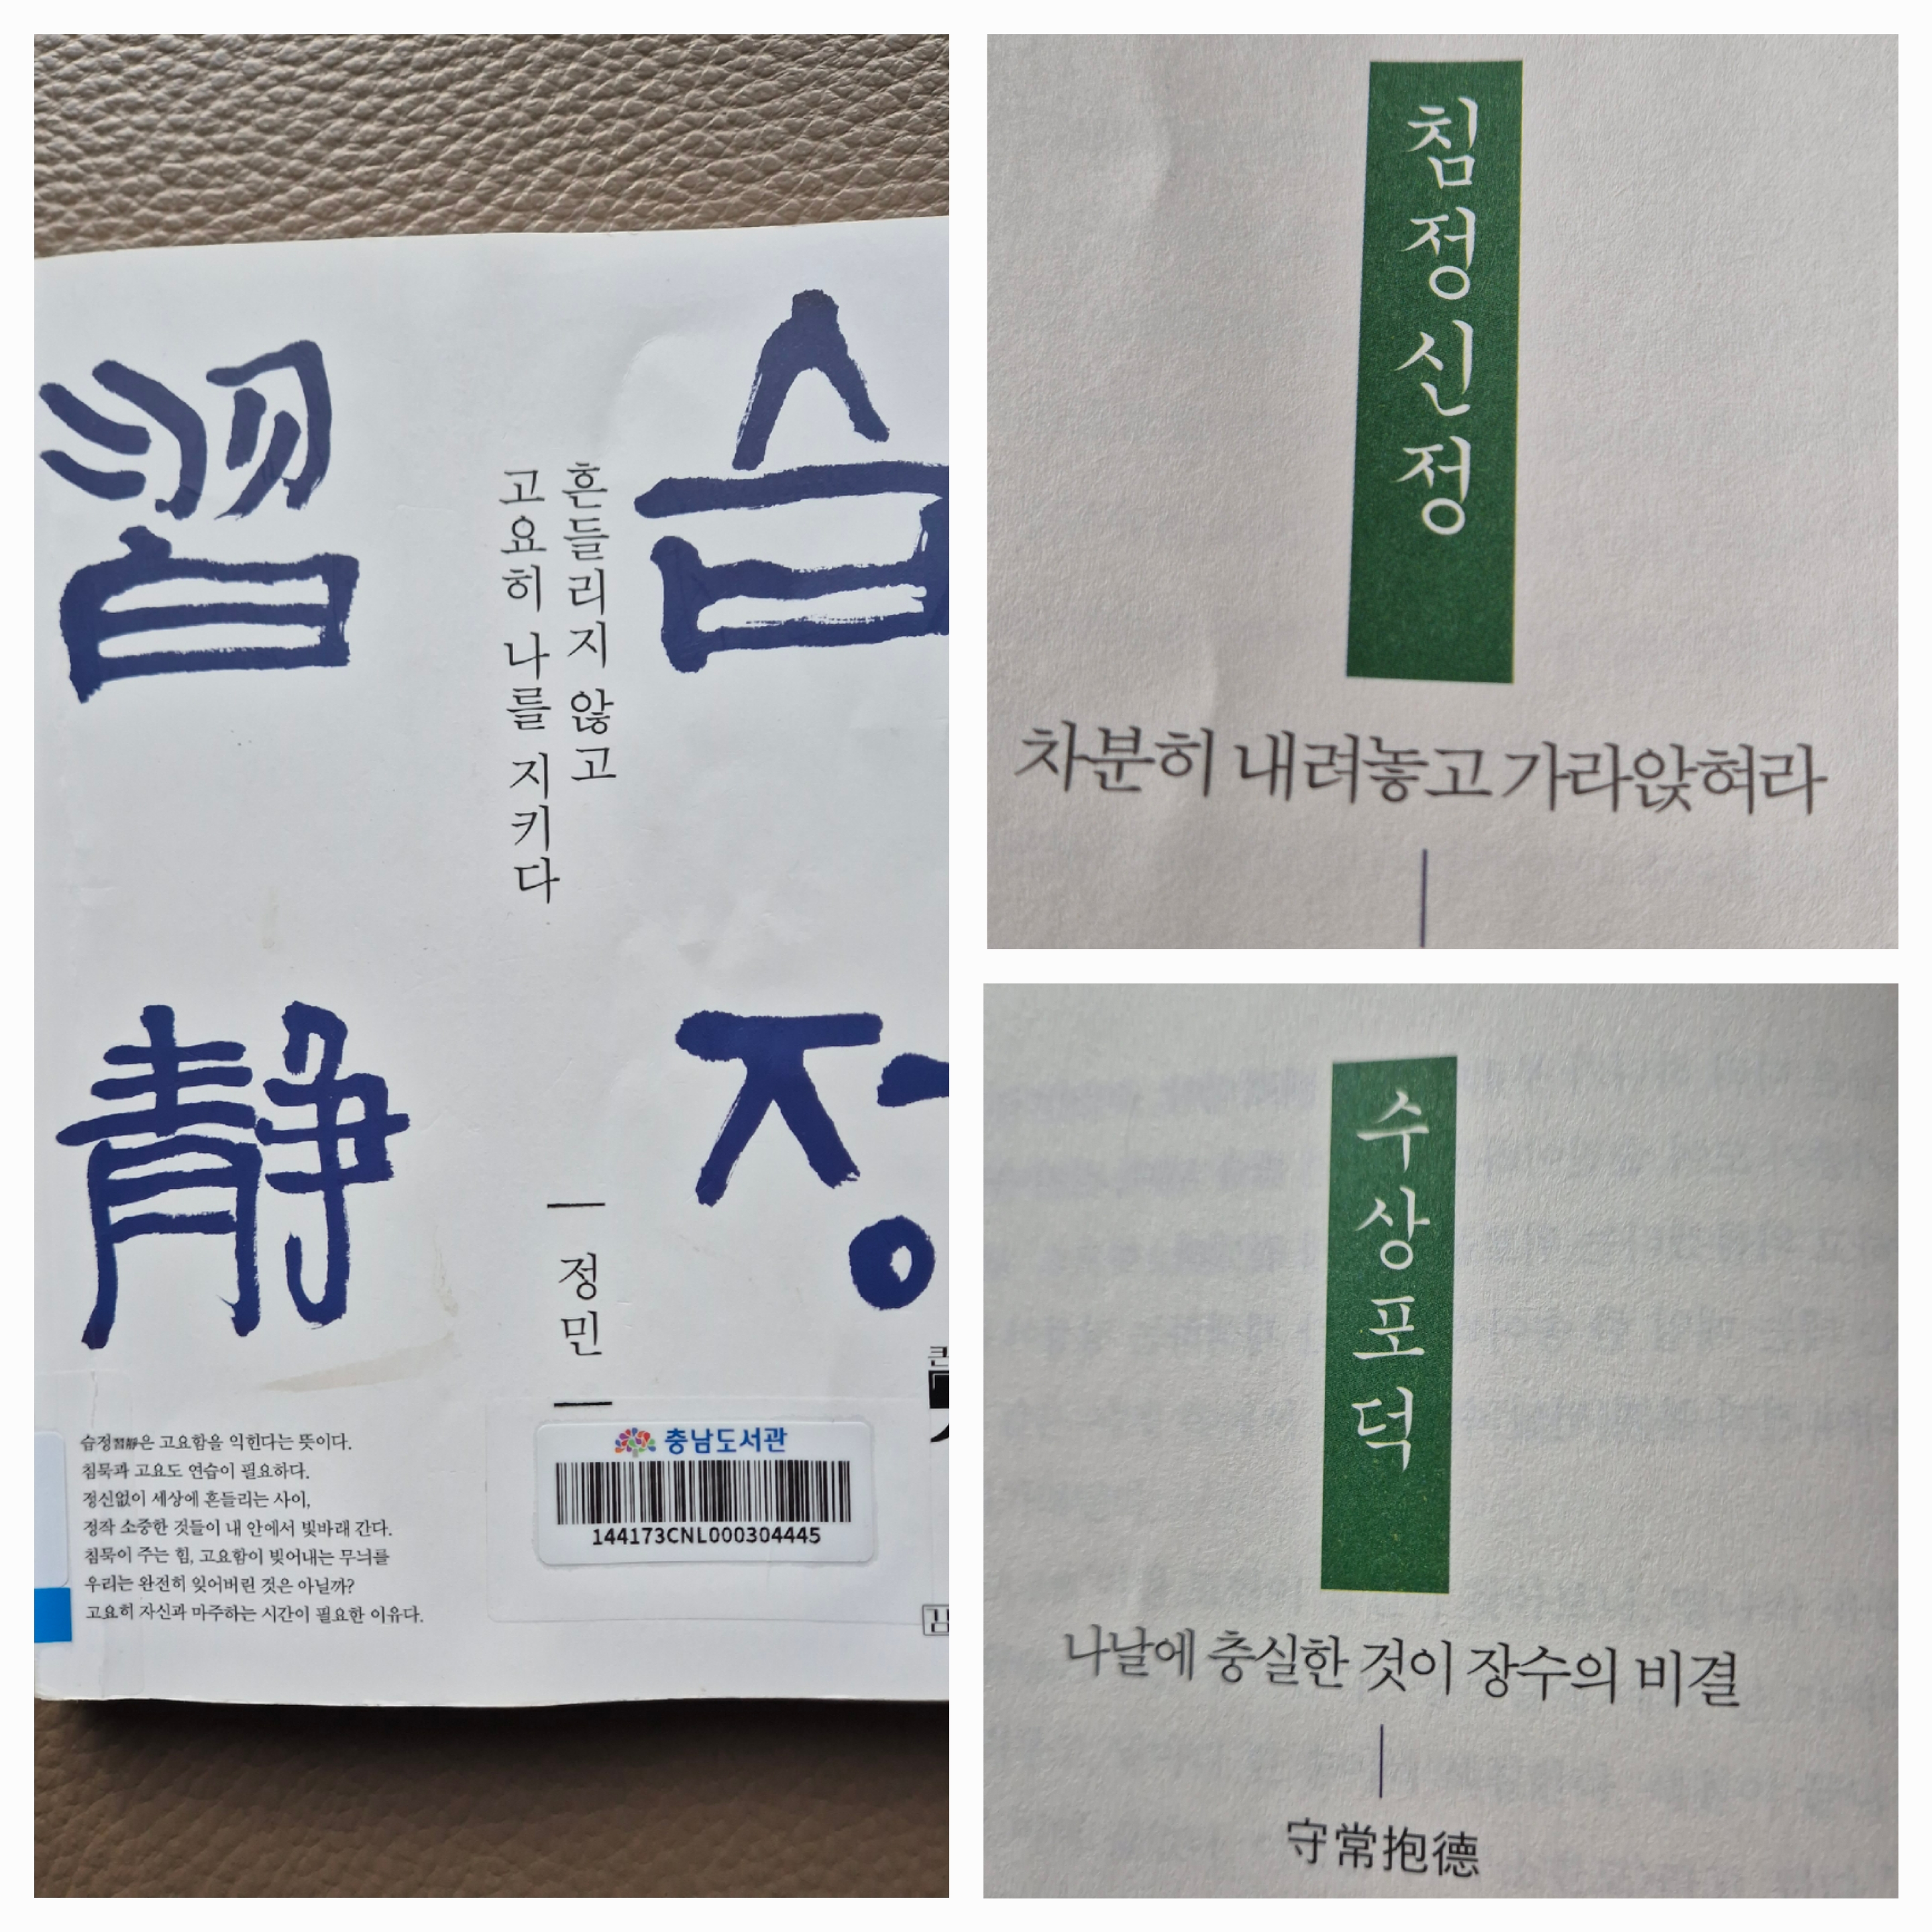 習
靜
습
정
흔들리지 않고
고요히 나를 지키다
정민
큰
습정習靜은 고요함을 익힌다는 뜻이다.
침묵과 고요도 연습이 필요하다.
정신없이 세상에 흔들리는 사이,
정작 소중한 것들이 내 안에서 빛바래 간다.
침묵이 주는 힘, 고요함이 빚어내는 무늬를
우리는 완전히 잊어버린 것은 아닐까?
고요히 자신과 마주하는 시간이 필요한 이유다.
충남도서관
144173CNL000304445
침정신정
차분히 내려놓고 가라앉혀라
수상포덕
나날에 충실한 것이 장수의 비결
守常抱德